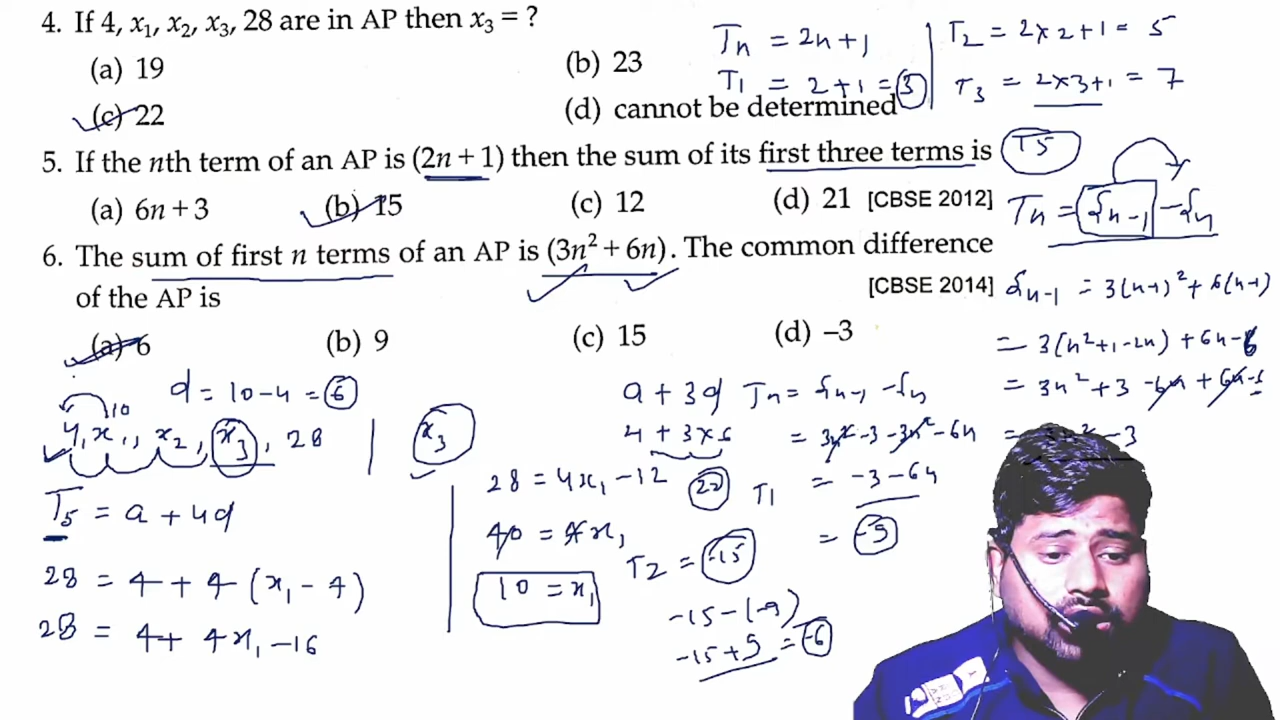 4. If 4, x₁, x₂, x₃, 28 are in AP then x₃ = ?
(a) 19
(b) 23
(c) 22
(d) cannot be determined
Tn = 2n+1
T1 = 2+1 = 3
T2 = 2×2+1 = 5
T3 = 2×3+1 = 7
5. If the nth term of an AP is (2n + 1) then the sum of its first three terms is
T5
(a) 6n + 3
(b) 15
(c) 12
(d) 21 [CBSE 2012]
Tn = Sn-1 - Sn
6. The sum of first n terms of an AP is (3n² + 6n). The common difference
of the AP is
[CBSE 2014]
(a) 6
(b) 9
(c) 15
(d) –3
Sn-1 = 3(n-1)² + 6(n-1)
= 3(n²+1-2n) + 6n-6
= 3n² + 3 -6n + 6n-6
= 3n² - 3
d = 10-4 = 6
10
4, x₁, x₂, x₃, 28
x₃
T5 = a + 4d
28 = 4 + 4(x₁ - 4)
28 = 4+ 4x₁ -16
28 = 4x₁ -12
40 = 4x₁
10 = x₁
a + 3d
4 + 3×6
22
Tn = Sn-1 - Sn
= 3n²-3-3n²-6n
= -3-6n
T1
= -9
T2 = -15
-15-(-9)
-15+9 = -6